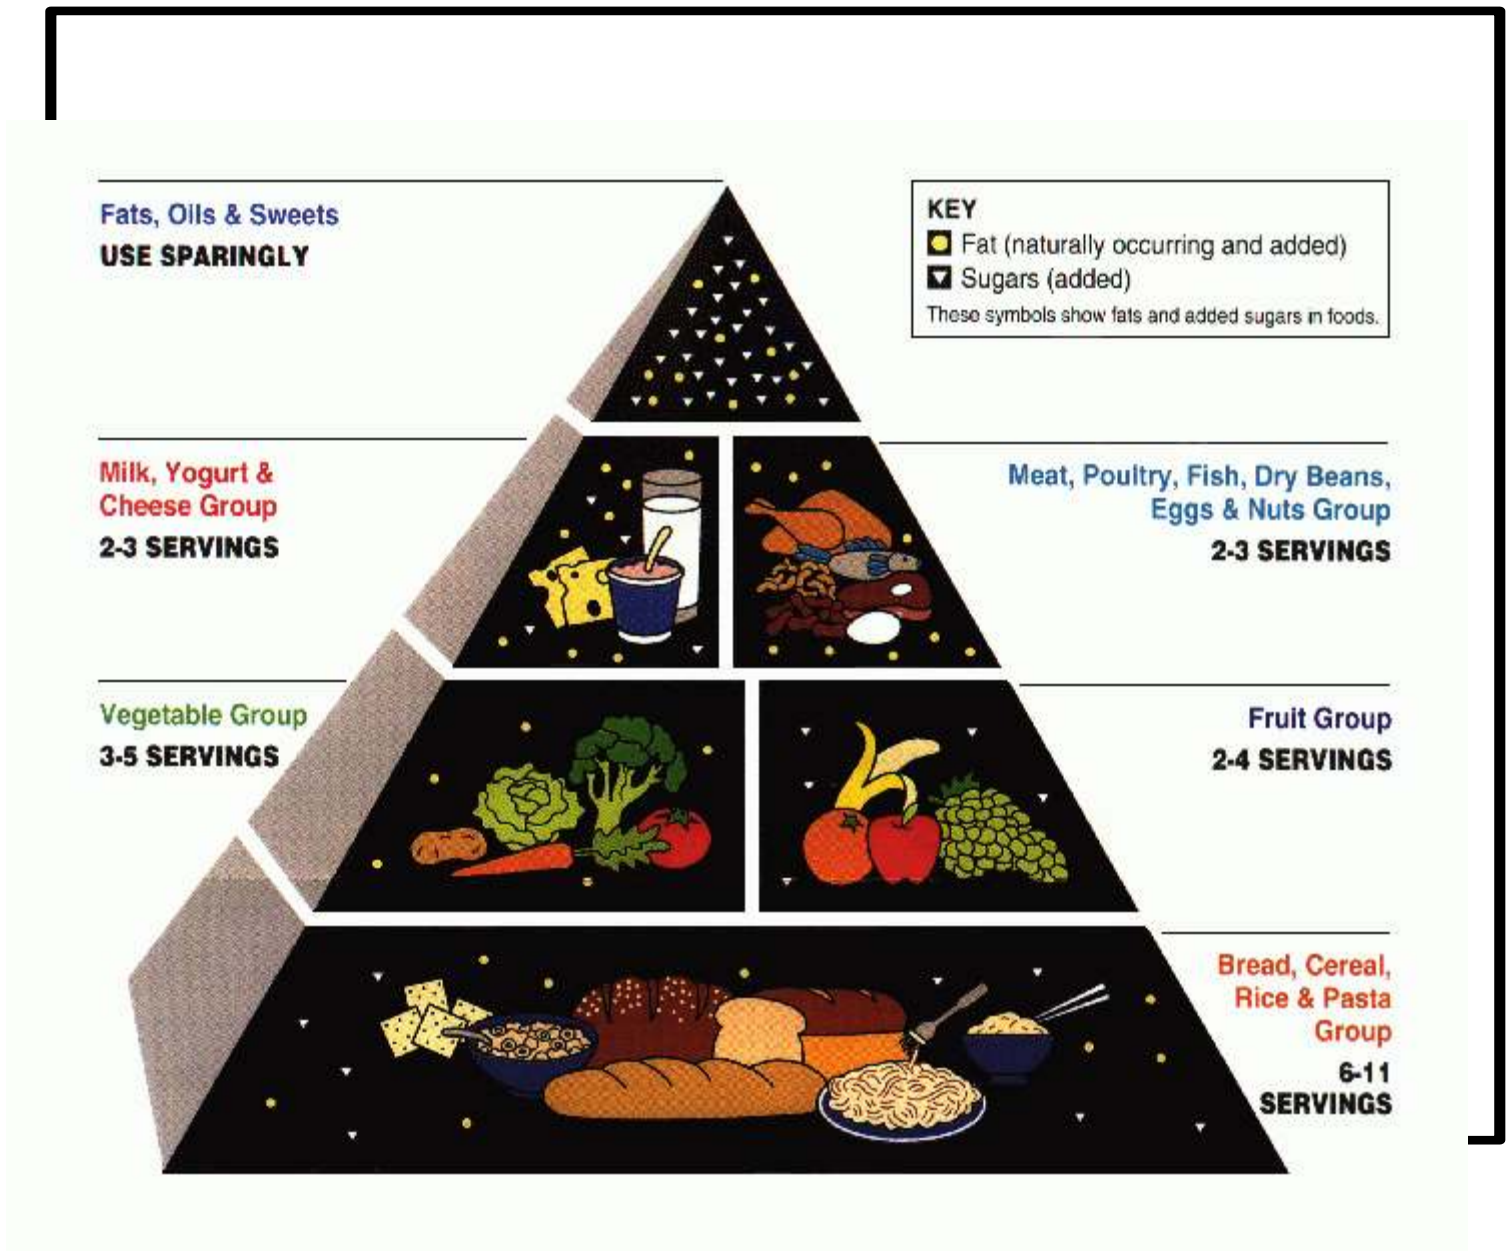 Fats, Oils & Sweets
USE SPARINGLY
KEY
Fat (naturally occurring and added)
Sugars (added)
These symbols show fats and added sugars in foods.
Milk, Yogurt &
Cheese Group
2-3 SERVINGS
Meat, Poultry, Fish, Dry Beans,
Eggs & Nuts Group
2-3 SERVINGS
Vegetable Group
3-5 SERVINGS
Fruit Group
2-4 SERVINGS
Bread, Cereal,
Rice & Pasta
Group
6-11
SERVINGS